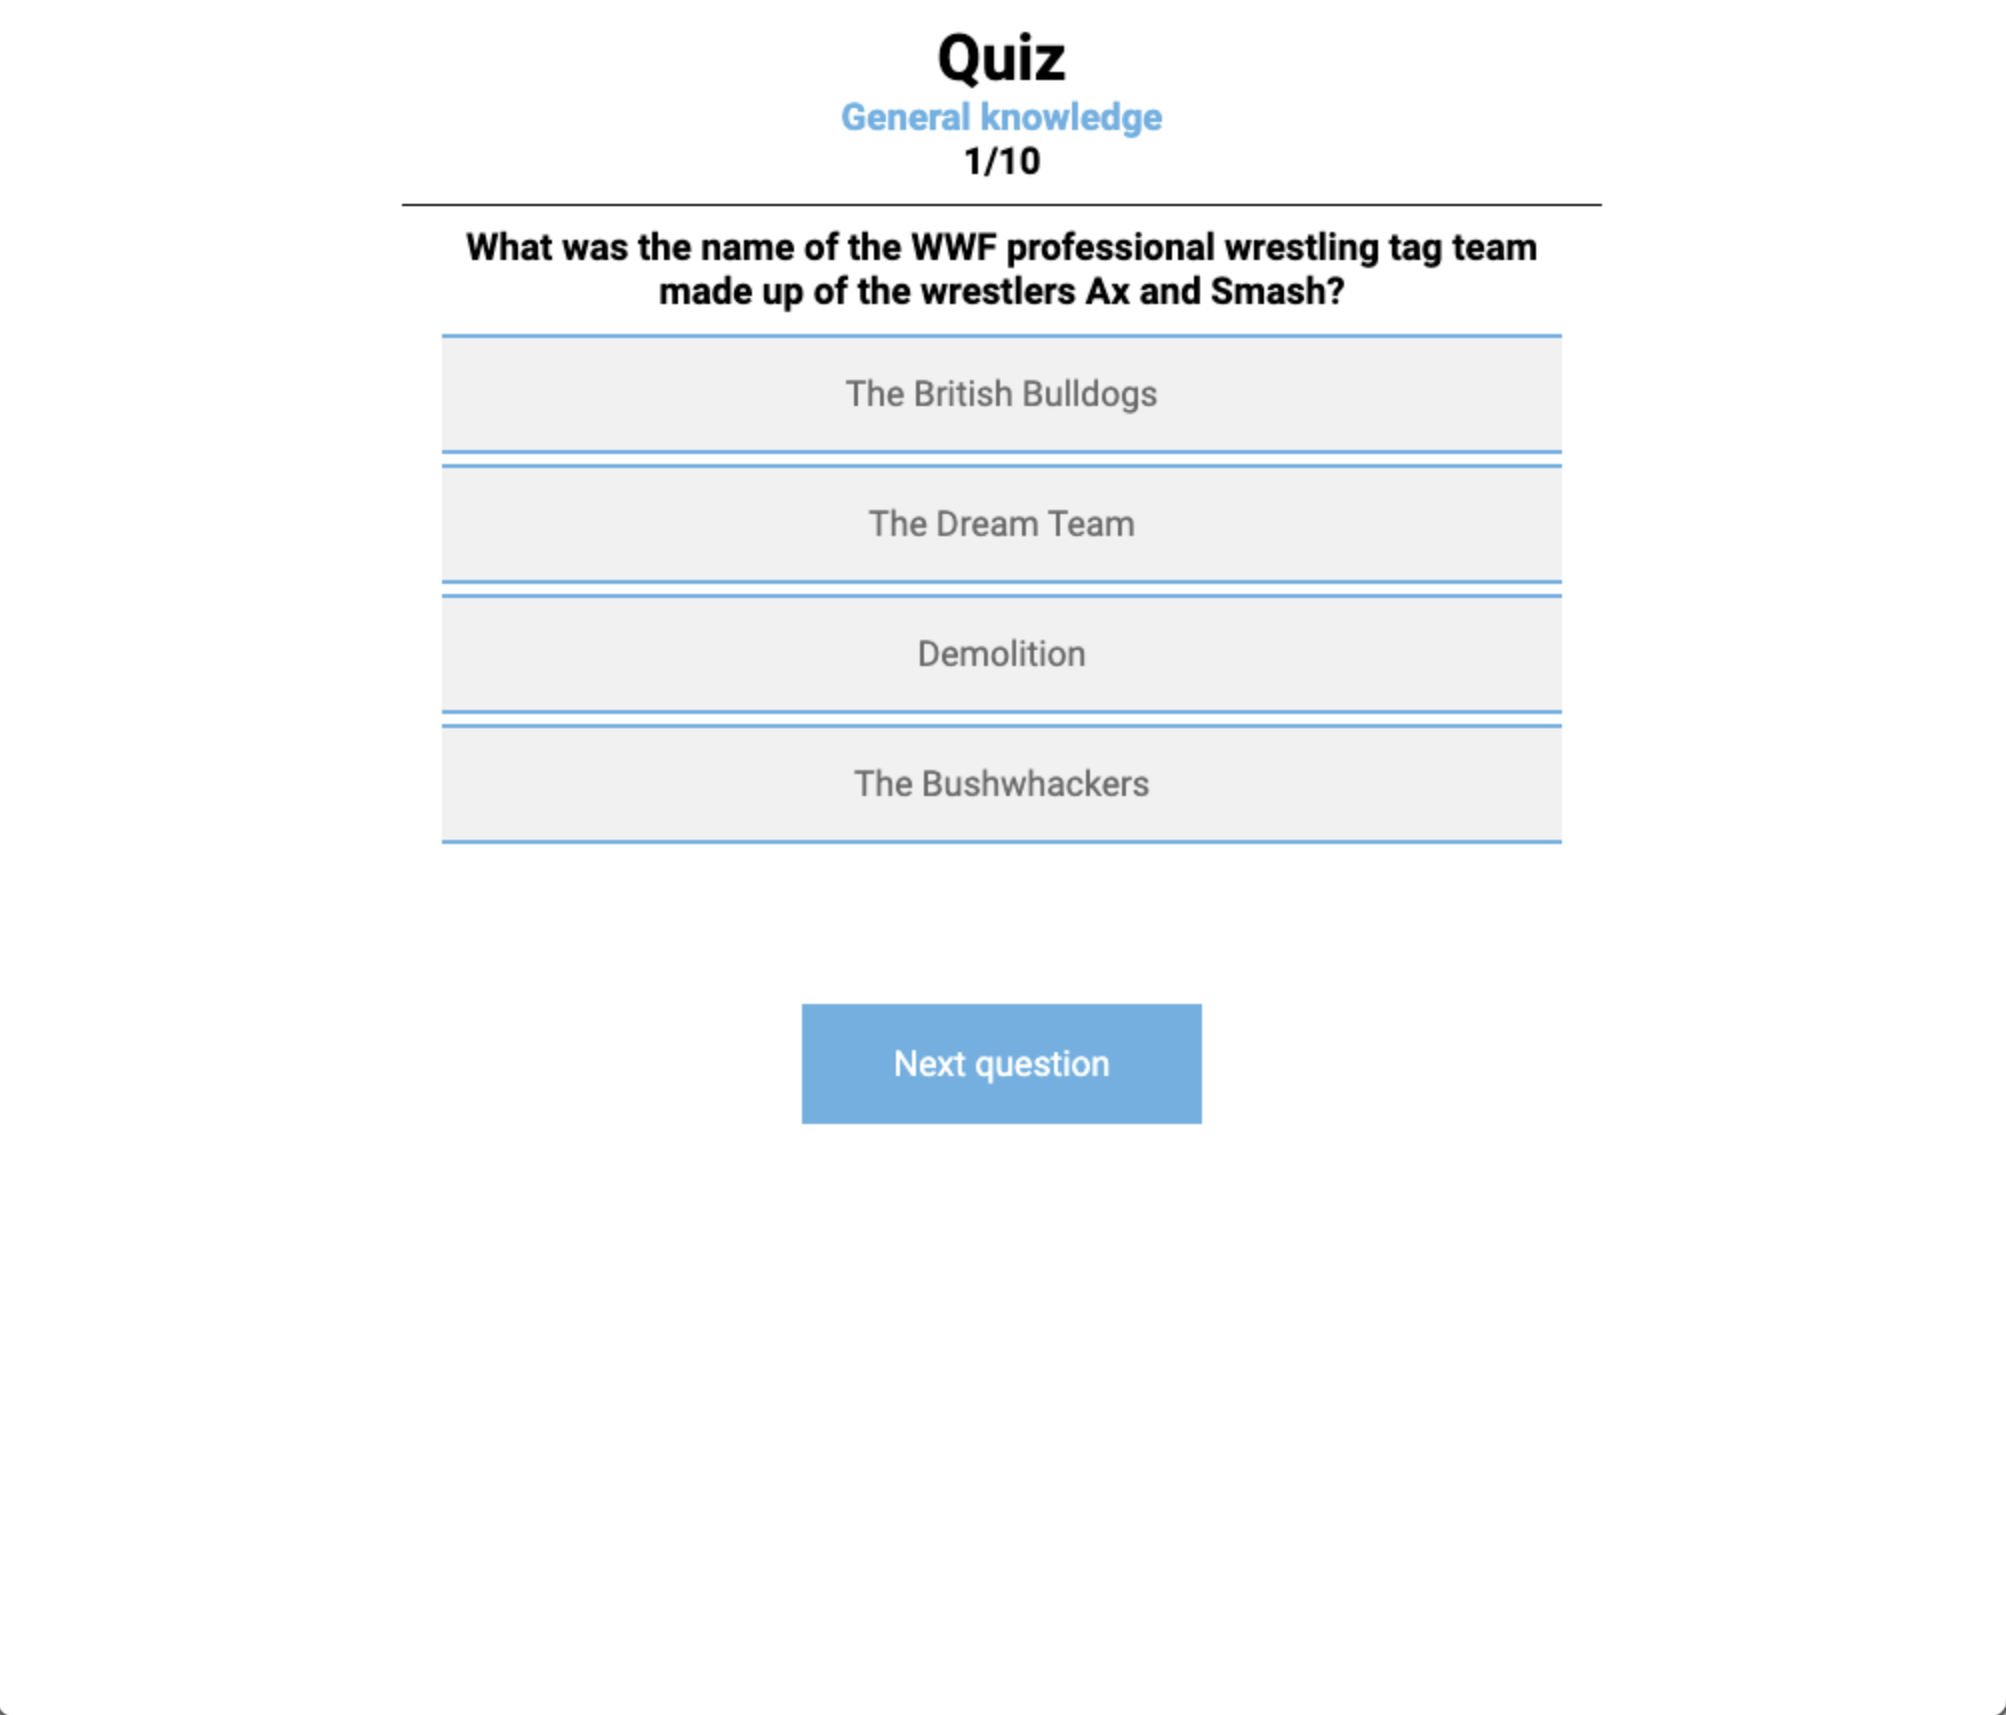 Quiz
General knowledge
1/10
What was the name of the WWF professional wrestling tag team
made up of the wrestlers Ax and Smash?
The British Bulldogs
The Dream Team
Demolition
The Bushwhackers
Next question